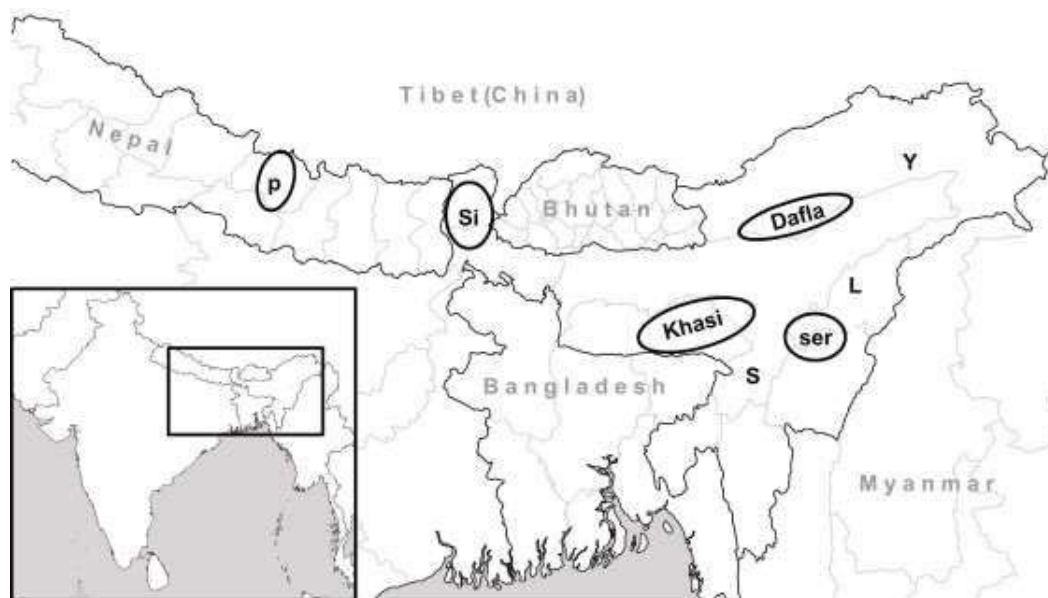 Tibet(China)
Nepal
Y
p
Si
Bhutan
Dafla
L
Khasi
ser
S
Bangladesh
Myanmar